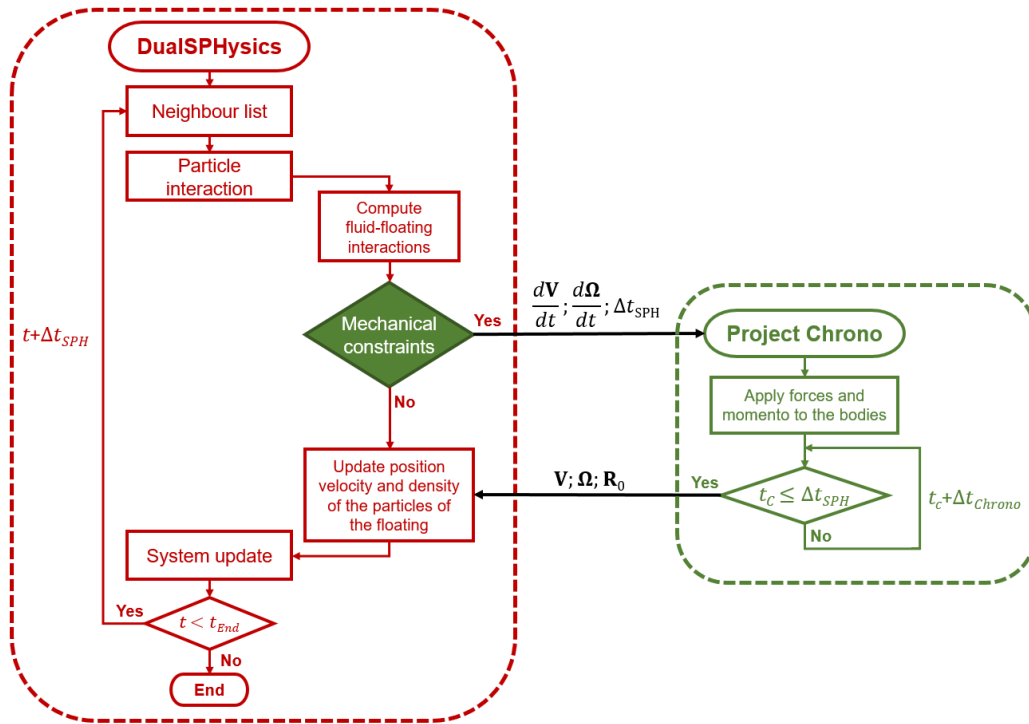 DualSPHysics
Neighbour list
Particle
interaction
Compute
fluid-floating
interactions
t+Δt_SPH
Mechanical
constraints
Yes
No
dV/dt ; dΩ/dt ; Δt_SPH
Project Chrono
Apply forces and
momento to the bodies
t_C ≤ Δt_SPH
Yes
No
t_c+Δt_Chrono
V; Ω; R_0
Update position
velocity and density
of the particles of
the floating
System update
t < t_End
Yes
No
End